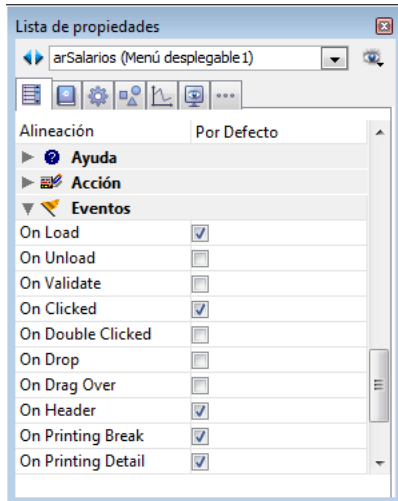 Lista de propiedades
arSalarios (Menú desplegable1)
Alineación Por Defecto
Ayuda
Acción
Eventos
On Load
On Unload
On Validate
On Clicked
On Double Clicked
On Drop
On Drag Over
On Header
On Printing Break
On Printing Detail